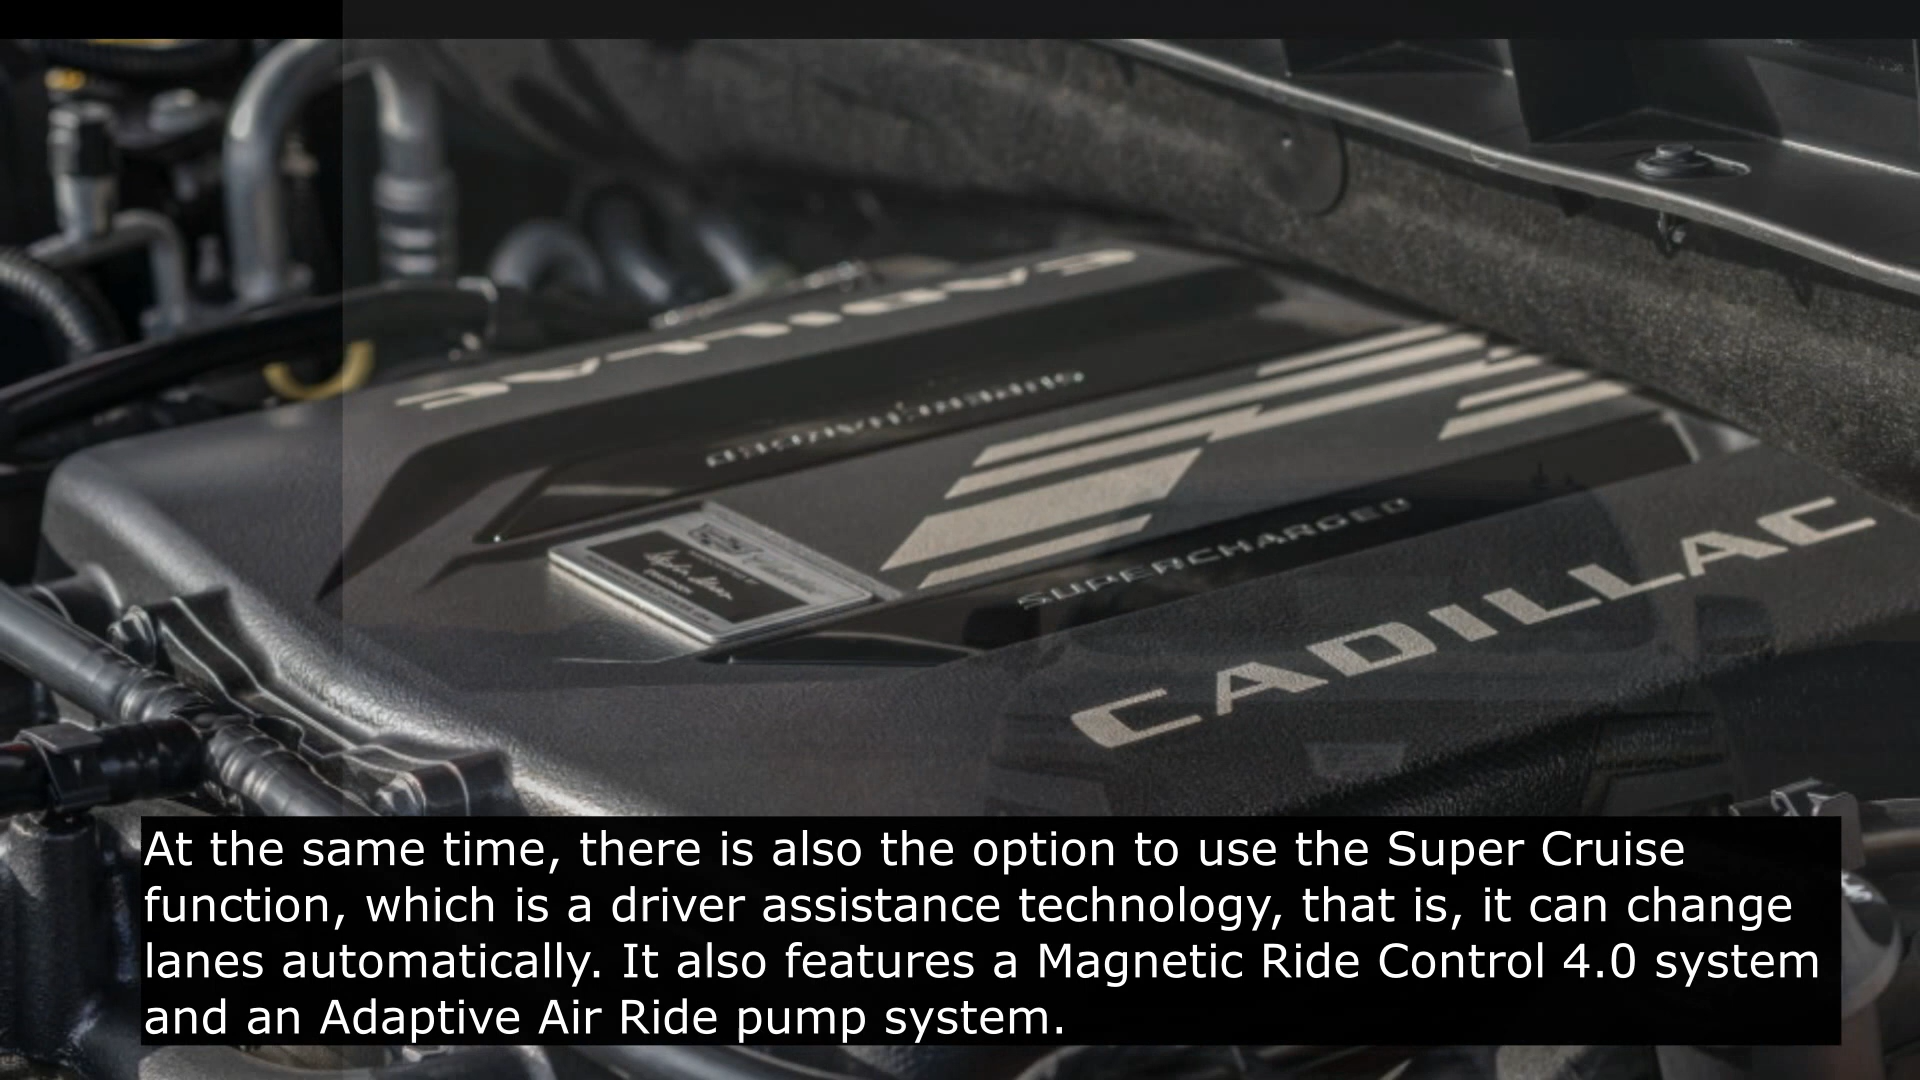 CADILLAC
SUPERCHARGED
SUPERCHARGED
CADILLAC
At the same time, there is also the option to use the Super Cruise
function, which is a driver assistance technology, that is, it can change
lanes automatically. It also features a Magnetic Ride Control 4.0 system
and an Adaptive Air Ride pump system.